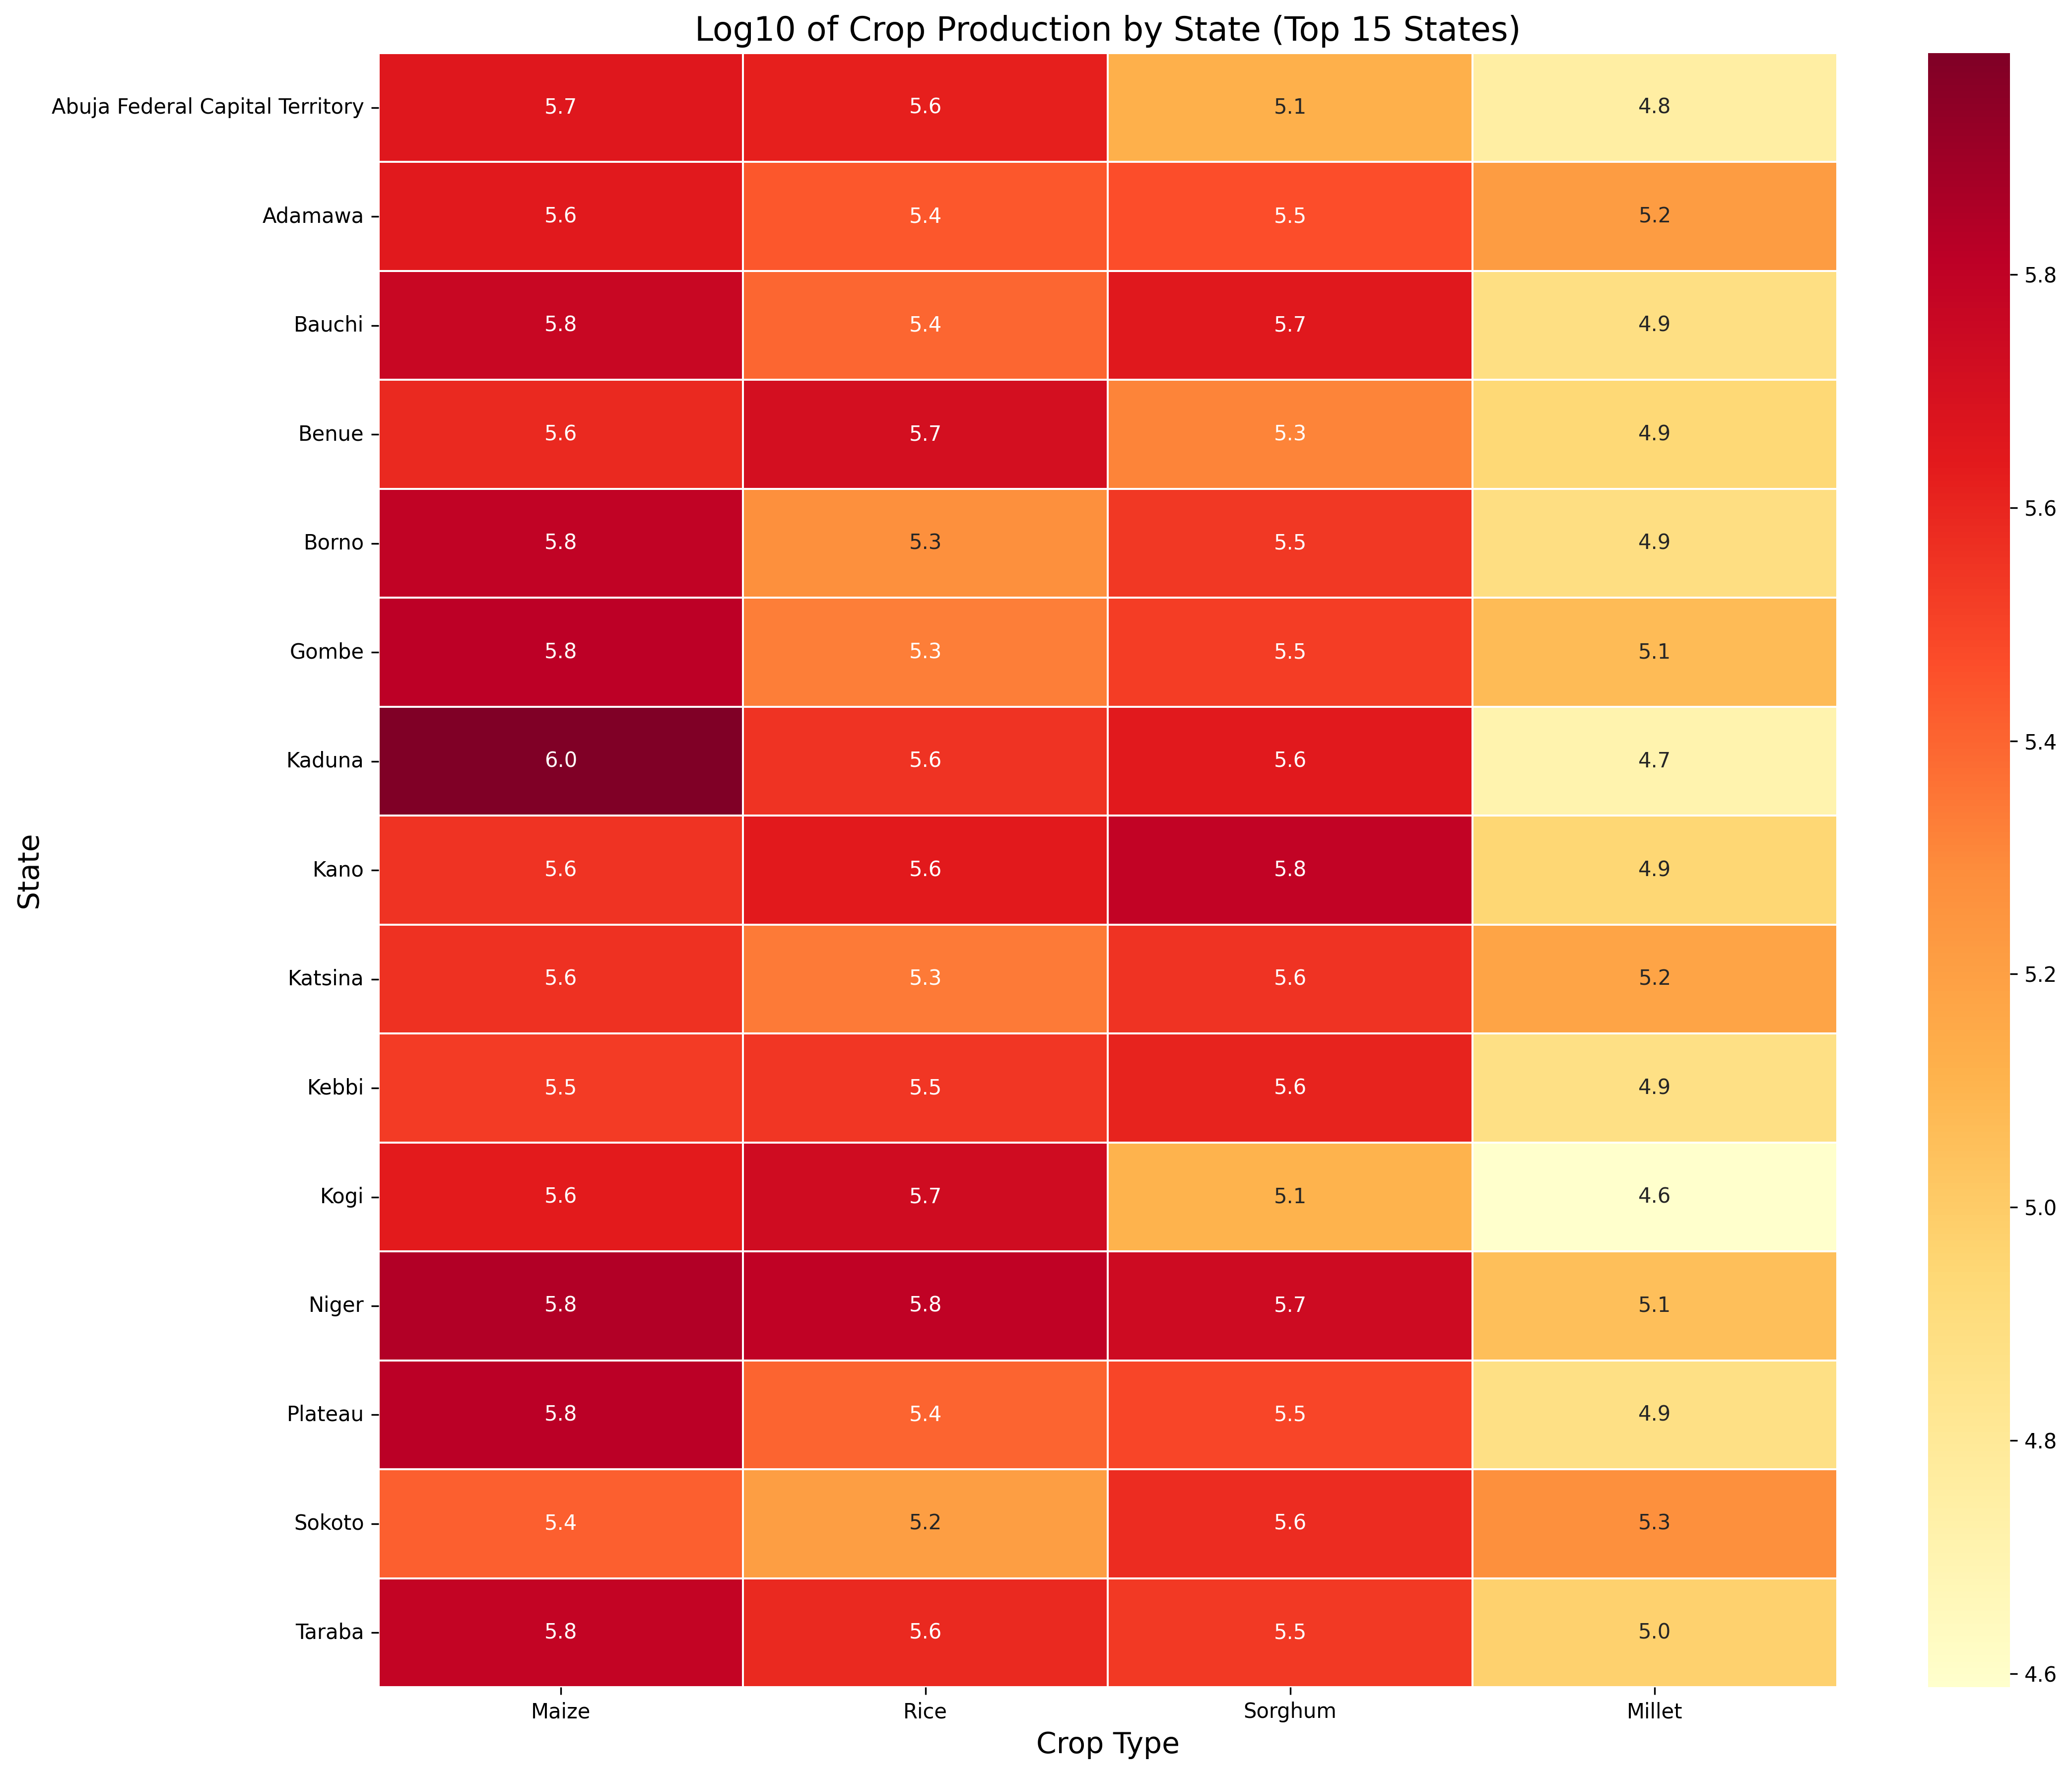 Log10 of Crop Production by State (Top 15 States)
Abuja Federal Capital Territory 5.7 5.6 5.1 4.8
Adamawa 5.6 5.4 5.5 5.2
Bauchi 5.8 5.4 5.7 4.9
Benue 5.6 5.7 5.3 4.9
Borno 5.8 5.3 5.5 4.9
Gombe 5.8 5.3 5.5 5.1
Kaduna 6.0 5.6 5.6 4.7
Kano 5.6 5.6 5.8 4.9
Katsina 5.6 5.3 5.6 5.2
Kebbi 5.5 5.5 5.6 4.9
Kogi 5.6 5.7 5.1 4.6
Niger 5.8 5.8 5.7 5.1
Plateau 5.8 5.4 5.5 4.9
Sokoto 5.4 5.2 5.6 5.3
Taraba 5.8 5.6 5.5 5.0
Maize Rice Sorghum Millet
Crop Type
State
5.8
5.6
5.4
5.2
5.0
4.8
4.6